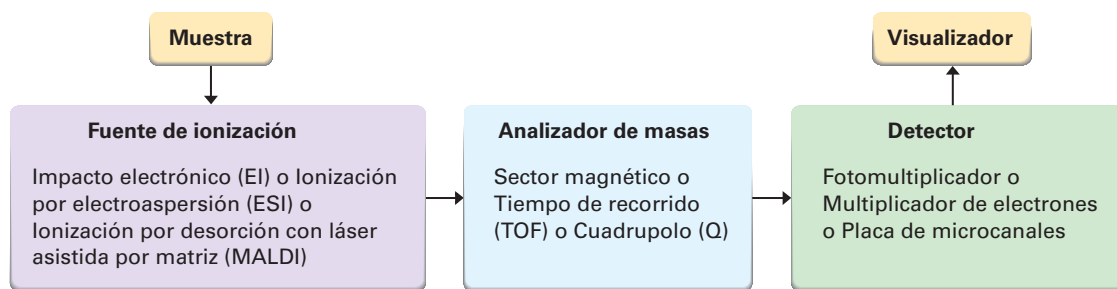 Muestra
Visualizador
Fuente de ionización
Impacto electrónico (EI) o Ionización
por electroaspersión (ESI) o
Ionización por desorción con láser
asistida por matriz (MALDI)
Analizador de masas
Sector magnético o
Tiempo de recorrido
(TOF) o Cuadrupolo (Q)
Detector
Fotomultiplicador o
Multiplicador de electrones
o Placa de microcanales